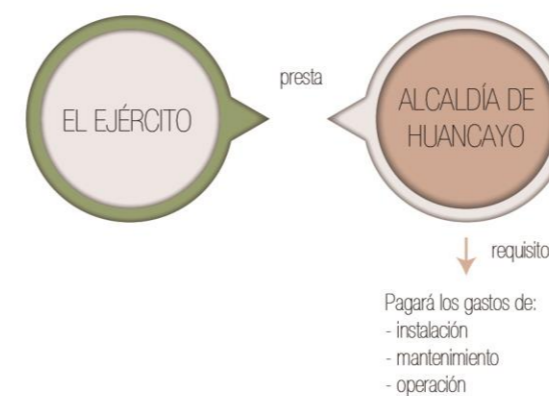 EL EJÉRCITO
presta
ALCALDÍA DE
HUANCAYO
requisito
Pagará los gastos de:
- instalación
- mantenimiento
- operación